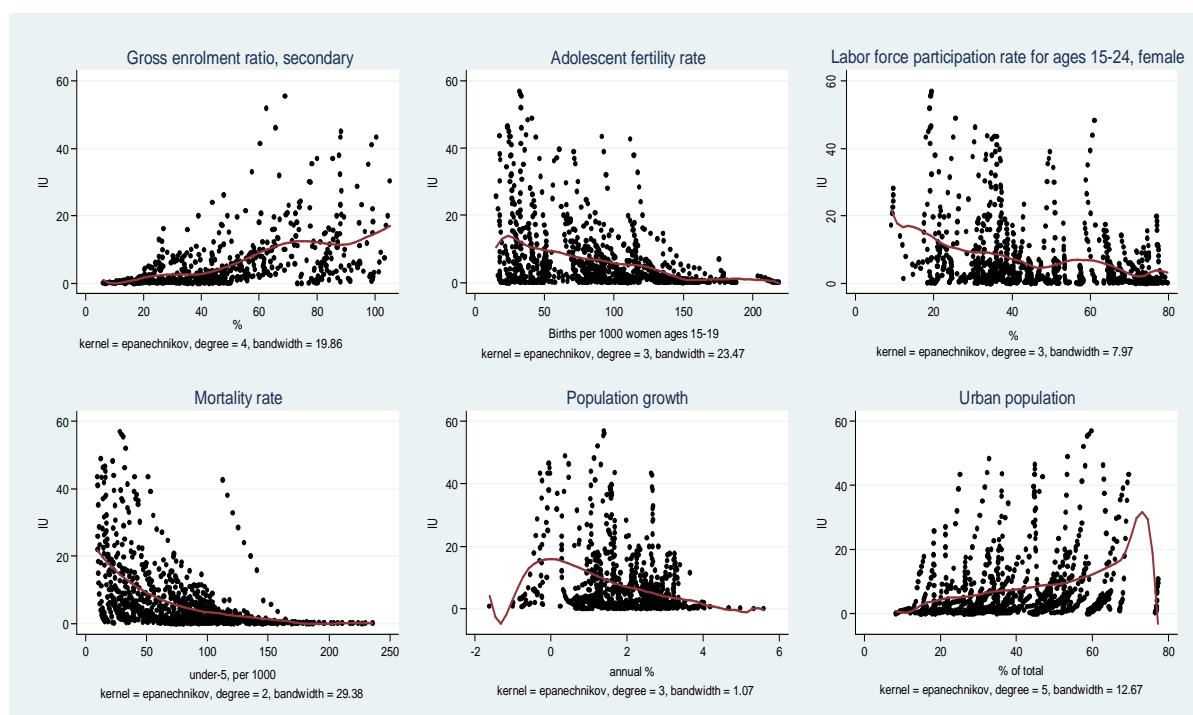 Gross enrolment ratio, secondary
60
40
IU
20
0
0 20 40 60 80 100
%
kernel = epanechnikov, degree = 4, bandwidth = 19.86
Adolescent fertility rate
60
40
IU
20
0
0 50 100 150 200
Births per 1000 women ages 15-19
kernel = epanechnikov, degree = 3, bandwidth = 23.47
Labor force participation rate for ages 15-24, female
60
40
IU
20
0
0 20 40 60 80
%
kernel = epanechnikov, degree = 3, bandwidth = 7.97
Mortality rate
60
40
IU
20
0
0 50 100 150 200 250
under-5, per 1000
kernel = epanechnikov, degree = 2, bandwidth = 29.38
Population growth
60
40
IU
20
0
-2 0 2 4 6
annual %
kernel = epanechnikov, degree = 3, bandwidth = 1.07
Urban population
60
40
IU
20
0
0 20 40 60 80
% of total
kernel = epanechnikov, degree = 5, bandwidth = 12.67